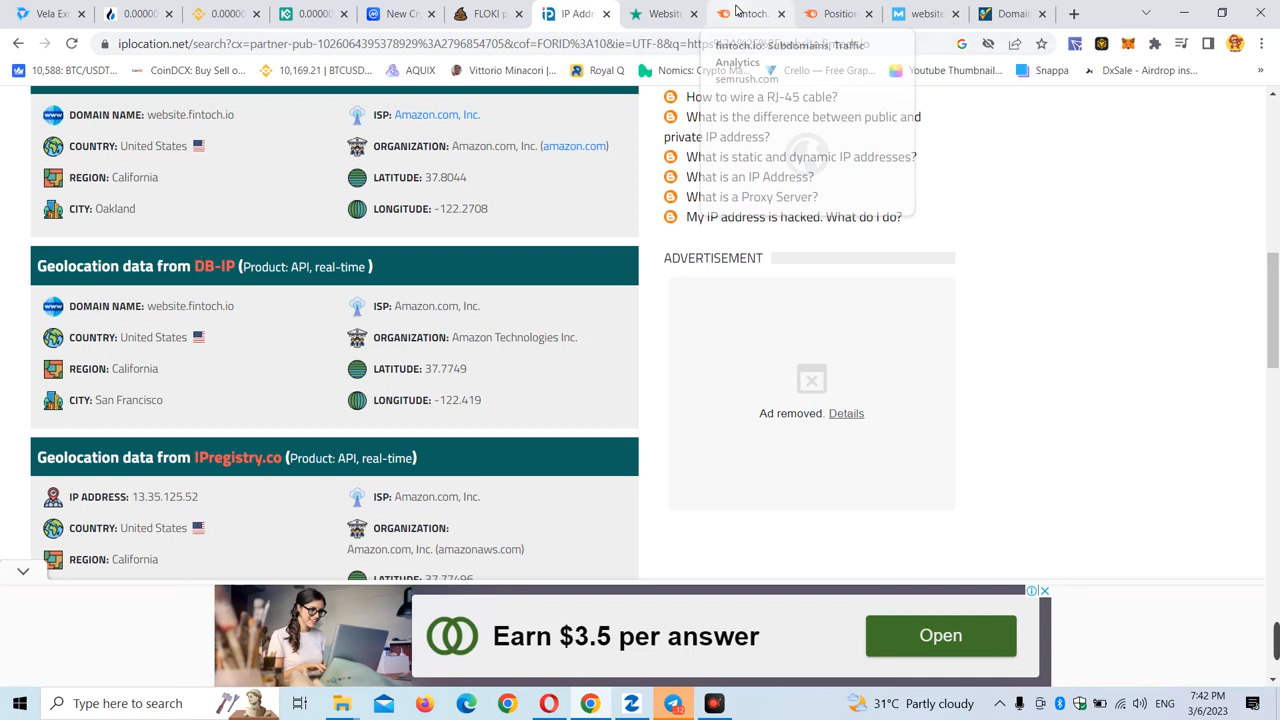 Vela Ex
0.0000
0.0000
0.0000
New Cr
FLOKI p
IP Addr
Website
fintoch.i
Position
website
Domain
iplocation.net/search?cx=partner-pub-1026064395378929%3A2796854705&cof=FORID%3A10&ie=UTF-8&q=https
10,588: BTC/USDT...
CoinDCX: Buy Sell o...
10,169.21 | BTCUSD...
AQUIX
Vittorio Minacori |...
Royal Q
Nomics: Crypto Ma
Crello — Free Grap...
Youtube Thumbnail...
Snappa
DxSale - Airdrop ins...
fintoch.io: Subdomains, Traffic
Analytics
semrush.com
DOMAIN NAME: website.fintoch.io
ISP: Amazon.com, Inc.
COUNTRY: United States
ORGANIZATION: Amazon.com, Inc. (amazon.com)
REGION: California
LATITUDE: 37.8044
CITY: Oakland
LONGITUDE: -122.2708
Geolocation data from DB-IP (Product: API, real-time )
DOMAIN NAME: website.fintoch.io
ISP: Amazon.com, Inc.
COUNTRY: United States
ORGANIZATION: Amazon Technologies Inc.
REGION: California
LATITUDE: 37.7749
CITY: San Francisco
LONGITUDE: -122.419
Geolocation data from IPregistry.co (Product: API, real-time)
IP ADDRESS: 13.35.125.52
ISP: Amazon.com, Inc.
COUNTRY: United States
ORGANIZATION:
Amazon.com, Inc. (amazonaws.com)
REGION: California
LATITUDE: 37.77496
How to wire a RJ-45 cable?
What is the difference between public and
private IP address?
What is static and dynamic IP addresses?
What is an IP Address?
What is a Proxy Server?
My IP address is hacked. What do I do?
ADVERTISEMENT
Ad removed. Details
Earn $3.5 per answer
Open
Type here to search
12
31°C Partly cloudy
ENG
7:42 PM
3/6/2023